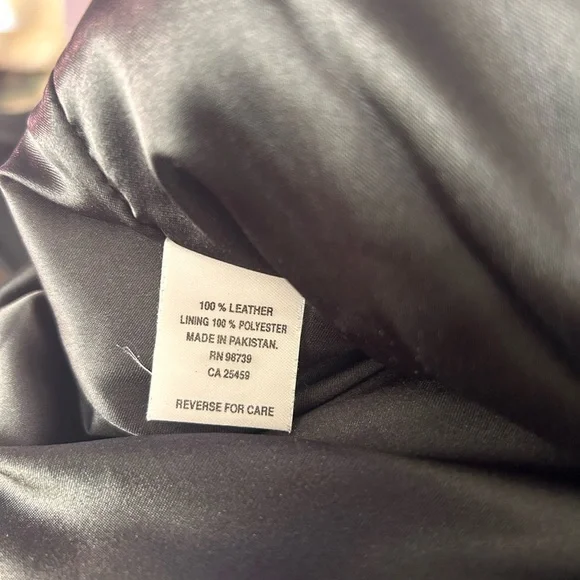 100 % LEATHER
LINING 100 % POLYESTER
MADE IN PAKISTAN.
RN 98739
CA 25459
REVERSE FOR CARE